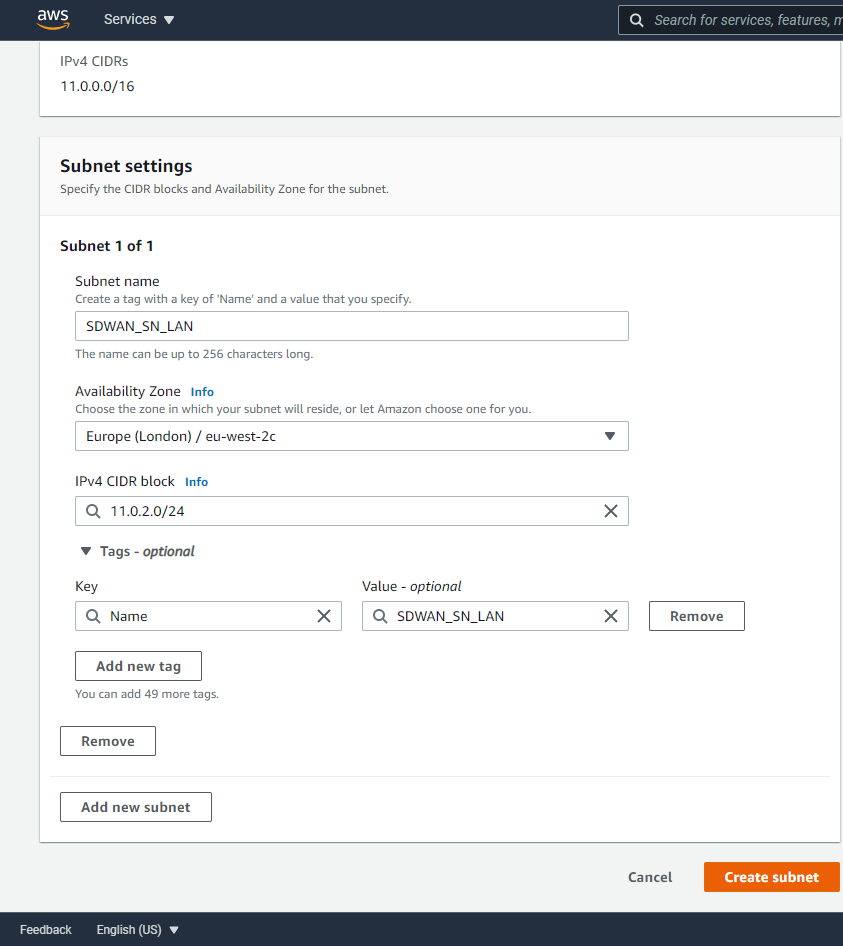 aws
Services
Search for services, features, m
IPv4 CIDRs
11.0.0.0/16
Subnet settings
Specify the CIDR blocks and Availability Zone for the subnet.
Subnet 1 of 1
Subnet name
Create a tag with a key of 'Name' and a value that you specify.
SDWAN_SN_LAN
The name can be up to 256 characters long.
Availability Zone Info
Choose the zone in which your subnet will reside, or let Amazon choose one for you.
Europe (London) / eu-west-2c
IPv4 CIDR block Info
11.0.2.0/24
Tags - optional
Key Value - optional
Name SDWAN_SN_LAN Remove
Add new tag
You can add 49 more tags.
Remove
Add new subnet
Cancel Create subnet
Feedback English (US)